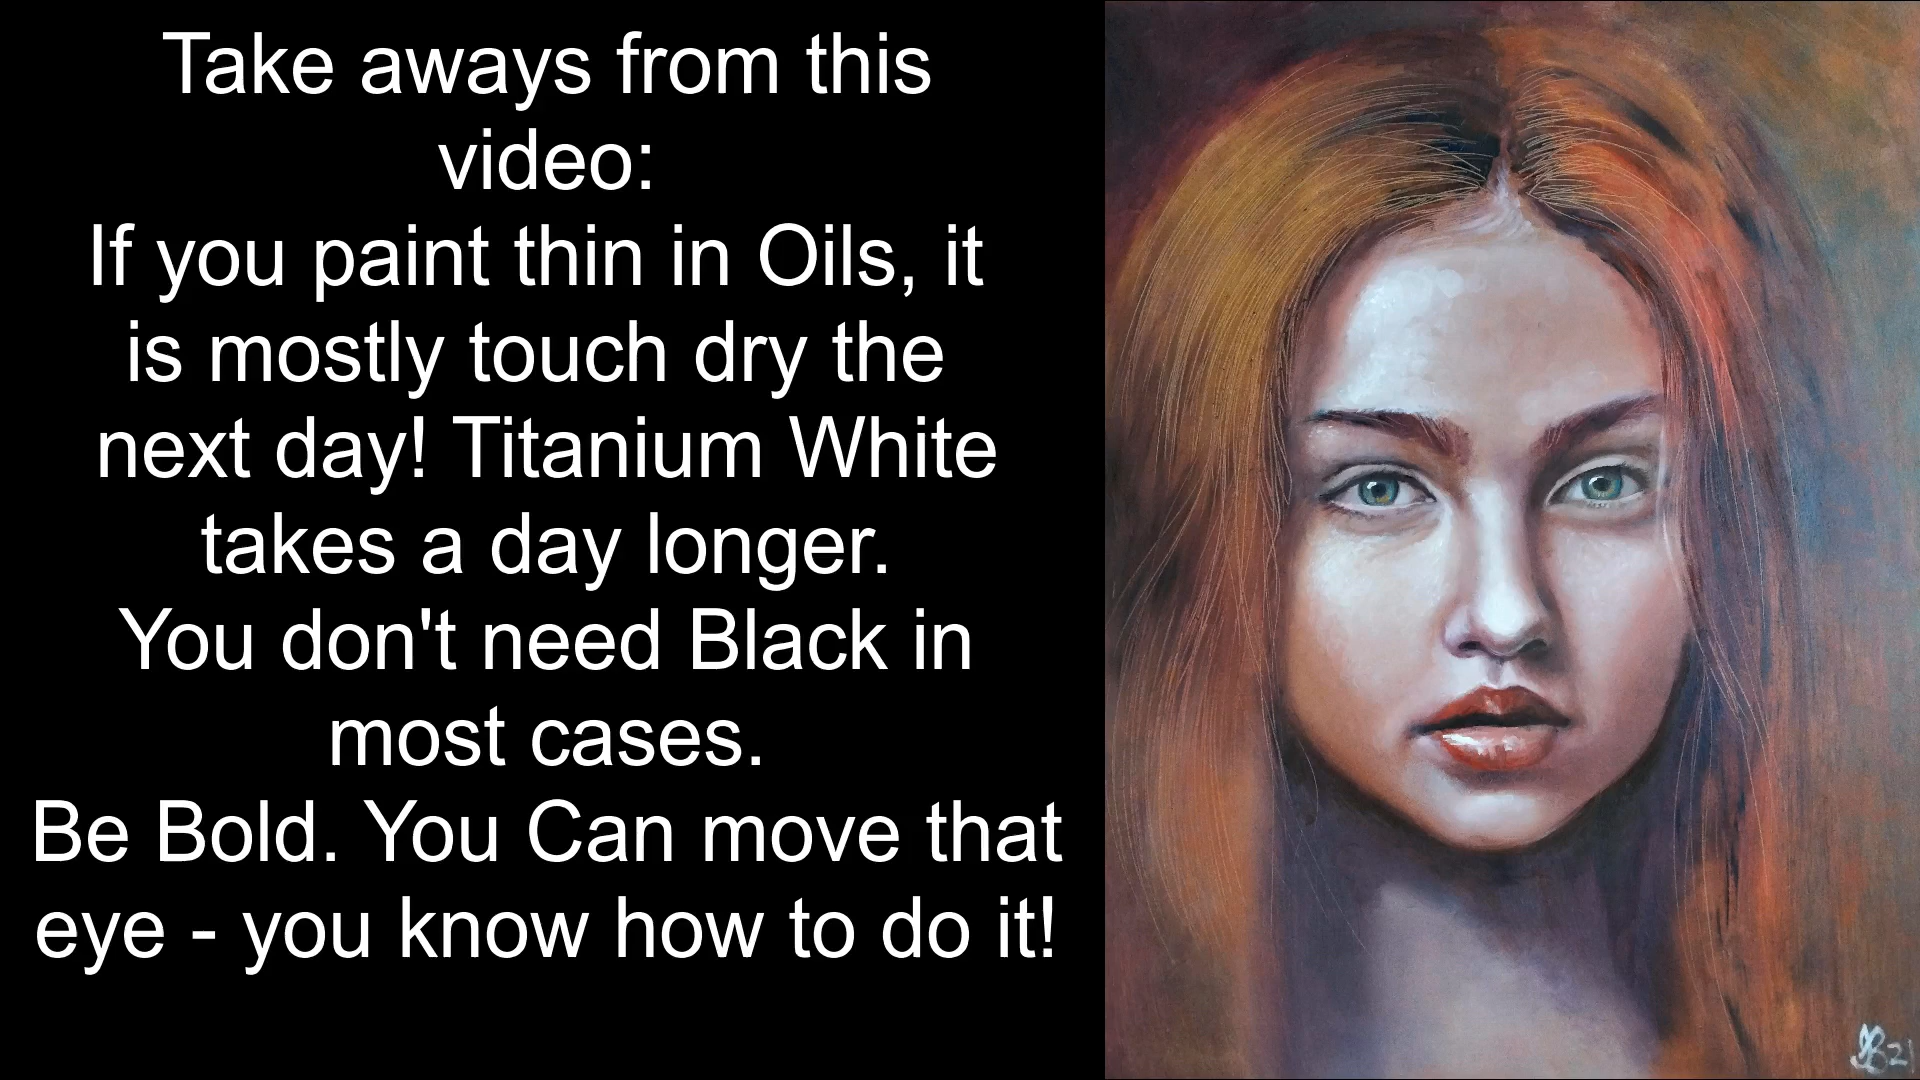 Take aways from this
video:
If you paint thin in Oils, it
is mostly touch dry the
next day! Titanium White
takes a day longer.
You don't need Black in
most cases.
Be Bold. You Can move that
eye - you know how to do it!